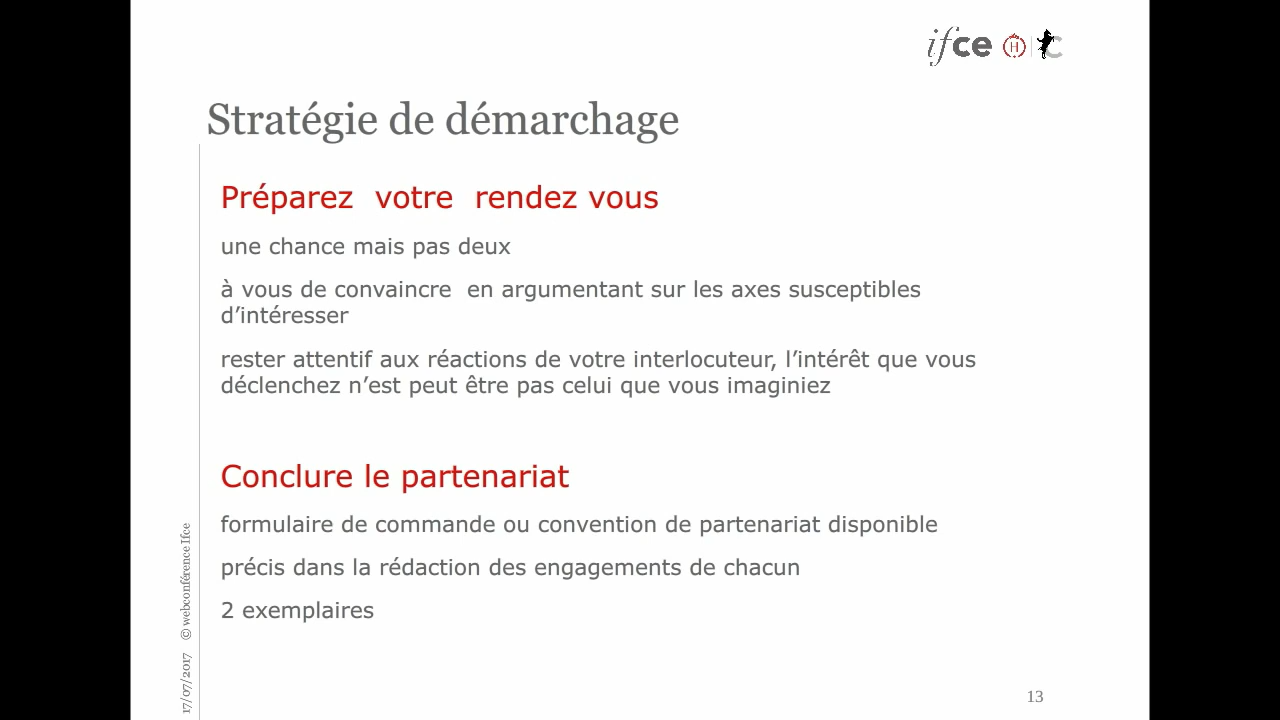 ifce
H
C
Stratégie de démarchage
Préparez votre rendez vous
une chance mais pas deux
à vous de convaincre en argumentant sur les axes susceptibles
d’intéresser
rester attentif aux réactions de votre interlocuteur, l’intérêt que vous
déclenchez n’est peut être pas celui que vous imaginiez
Conclure le partenariat
formulaire de commande ou convention de partenariat disponible
précis dans la rédaction des engagements de chacun
2 exemplaires
17/07/2017 © webconférence Ifce
13